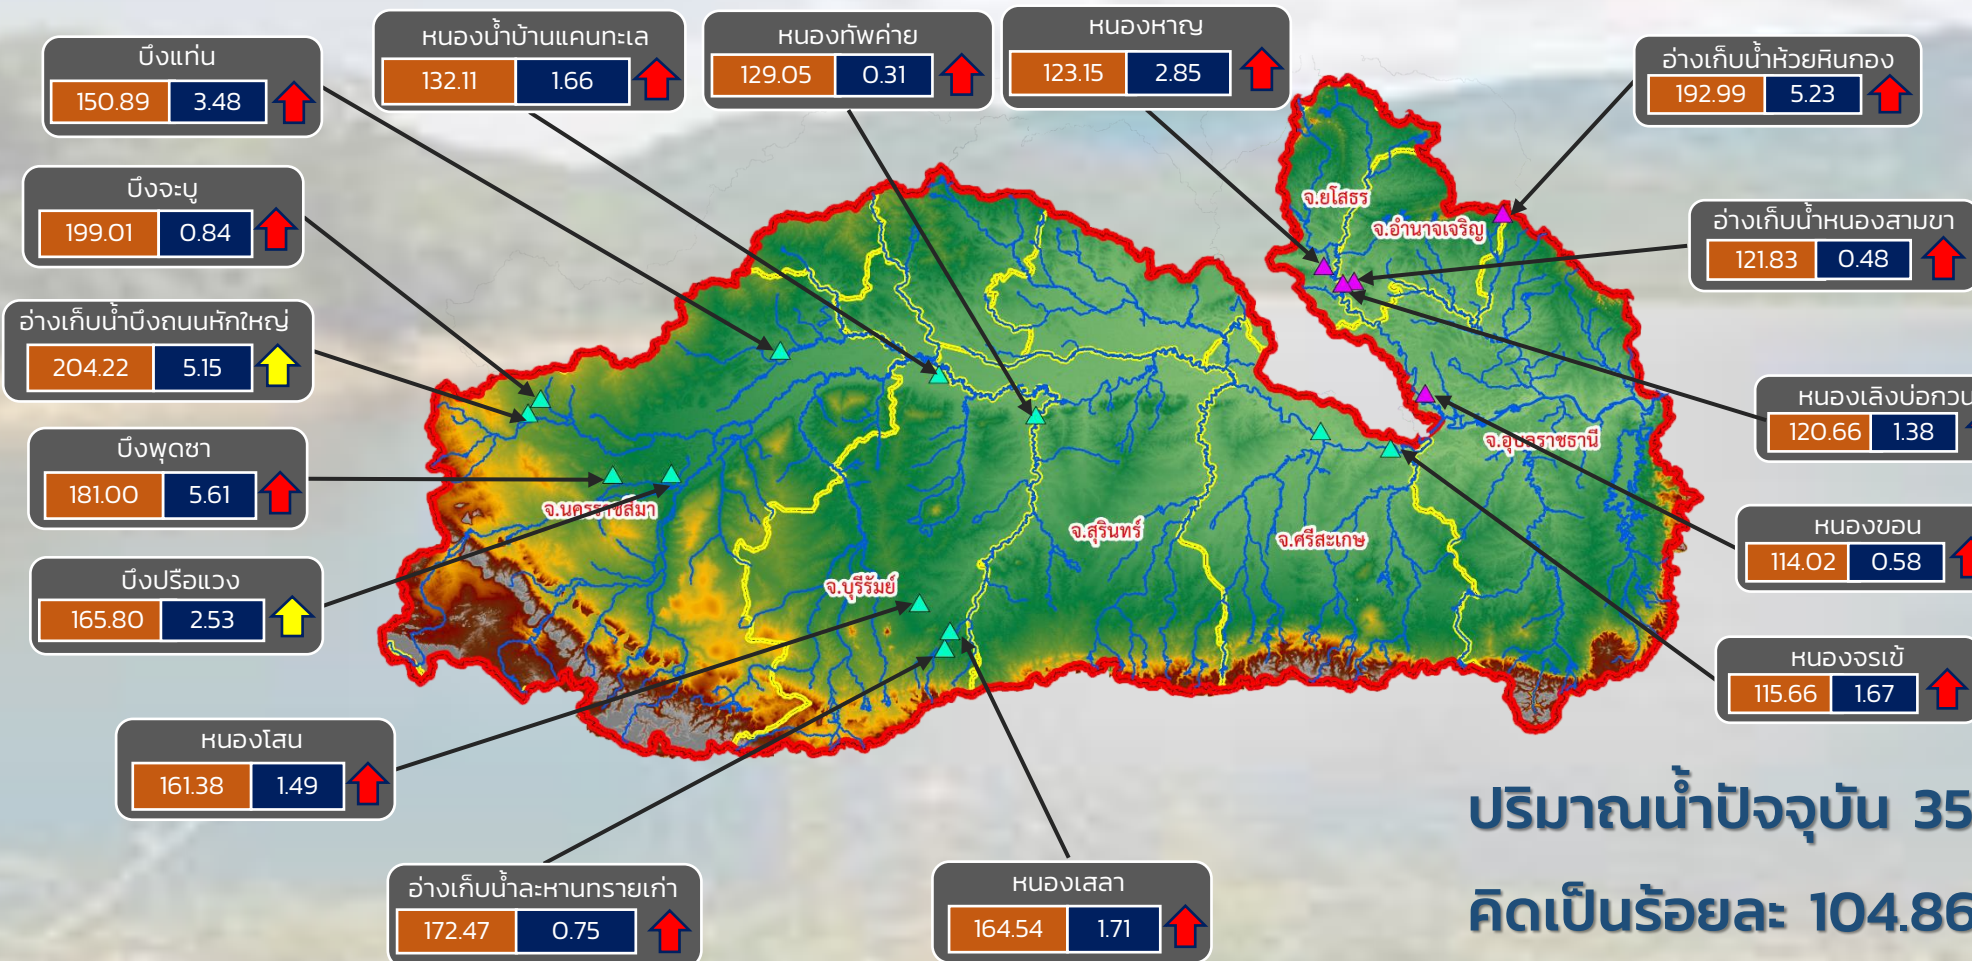 บึงแท่น
150.89 3.48
หนองน้ำบ้านแคนทะเล
132.11 1.66
หนองทัพค่าย
129.05 0.31
หนองหาญ
123.15 2.85
อ่างเก็บน้ำห้วยหินกอง
192.99 5.23
บึงจะบู
199.01 0.84
อ่างเก็บน้ำหนองสามขา
121.83 0.48
จ.ยโสธร
จ.อำนาจเจริญ
อ่างเก็บน้ำบึงถนนหักใหญ่
204.22 5.15
หนองเลิงบ่อกวน
120.66 1.38
บึงพุดซา
181.00 5.61
จ.อุบลราชธานี
จ.นครราชสีมา
จ.สุรินทร์
จ.ศรีสะเกษ
หนองขอน
114.02 0.58
บึงปรือแวง
165.80 2.53
จ.บุรีรัมย์
หนองจรเข้
115.66 1.67
หนองโสน
161.38 1.49
อ่างเก็บน้ำละหานทรายเก่า
172.47 0.75
หนองเสลา
164.54 1.71
ปริมาณน้ำปัจจุบัน 35
คิดเป็นร้อยละ 104.86